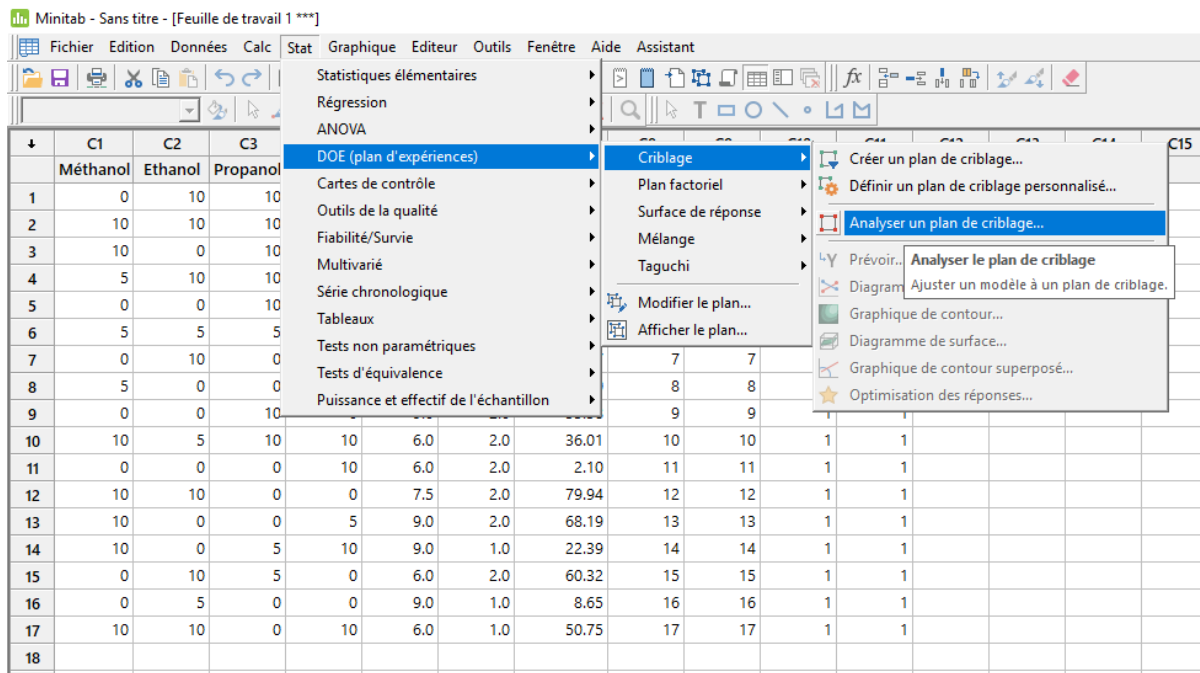 Minitab - Sans titre - [Feuille de travail 1 ***]
Fichier Edition Données Calc Stat Graphique Editeur Outils Fenêtre Aide Assistant
Statistiques élémentaires
Régression
ANOVA
DOE (plan d'expériences)
Cartes de contrôle
Outils de la qualité
Fiabilité/Survie
Multivarié
Série chronologique
Tableaux
Tests non paramétriques
Tests d'équivalence
Puissance et effectif de l'échantillon
Criblage
Plan factoriel
Surface de réponse
Mélange
Taguchi
Modifier le plan...
Afficher le plan...
Créer un plan de criblage...
Définir un plan de criblage personnalisé...
Analyser un plan de criblage...
Prévoir..
Analyser le plan de criblage
Ajuster un modèle à un plan de criblage.
Diagram
Graphique de contour...
Diagramme de surface...
Graphique de contour superposé...
Optimisation des réponses...
fx
C1 C2 C3 C15
Méthanol Ethanol Propanol
1 0 10 10
2 10 10 10
3 10 0 10
4 5 10 10
5 0 0 10
6 5 5 5
7 0 10 0 7 7
8 5 0 0 8 8
9 0 0 10 9 9
10 10 5 10 10 6.0 2.0 36.01 10 10 1 1
11 0 0 0 10 6.0 2.0 2.10 11 11 1 1
12 10 10 0 0 7.5 2.0 79.94 12 12 1 1
13 10 0 0 5 9.0 2.0 68.19 13 13 1 1
14 10 0 5 10 9.0 1.0 22.39 14 14 1 1
15 0 10 5 0 6.0 2.0 60.32 15 15 1 1
16 0 5 0 0 9.0 1.0 8.65 16 16 1 1
17 10 10 0 10 6.0 1.0 50.75 17 17 1 1
18